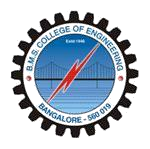 B.M.S. COLLEGE OF ENGINEERING
Estd 1946
BANGALORE - 560 019